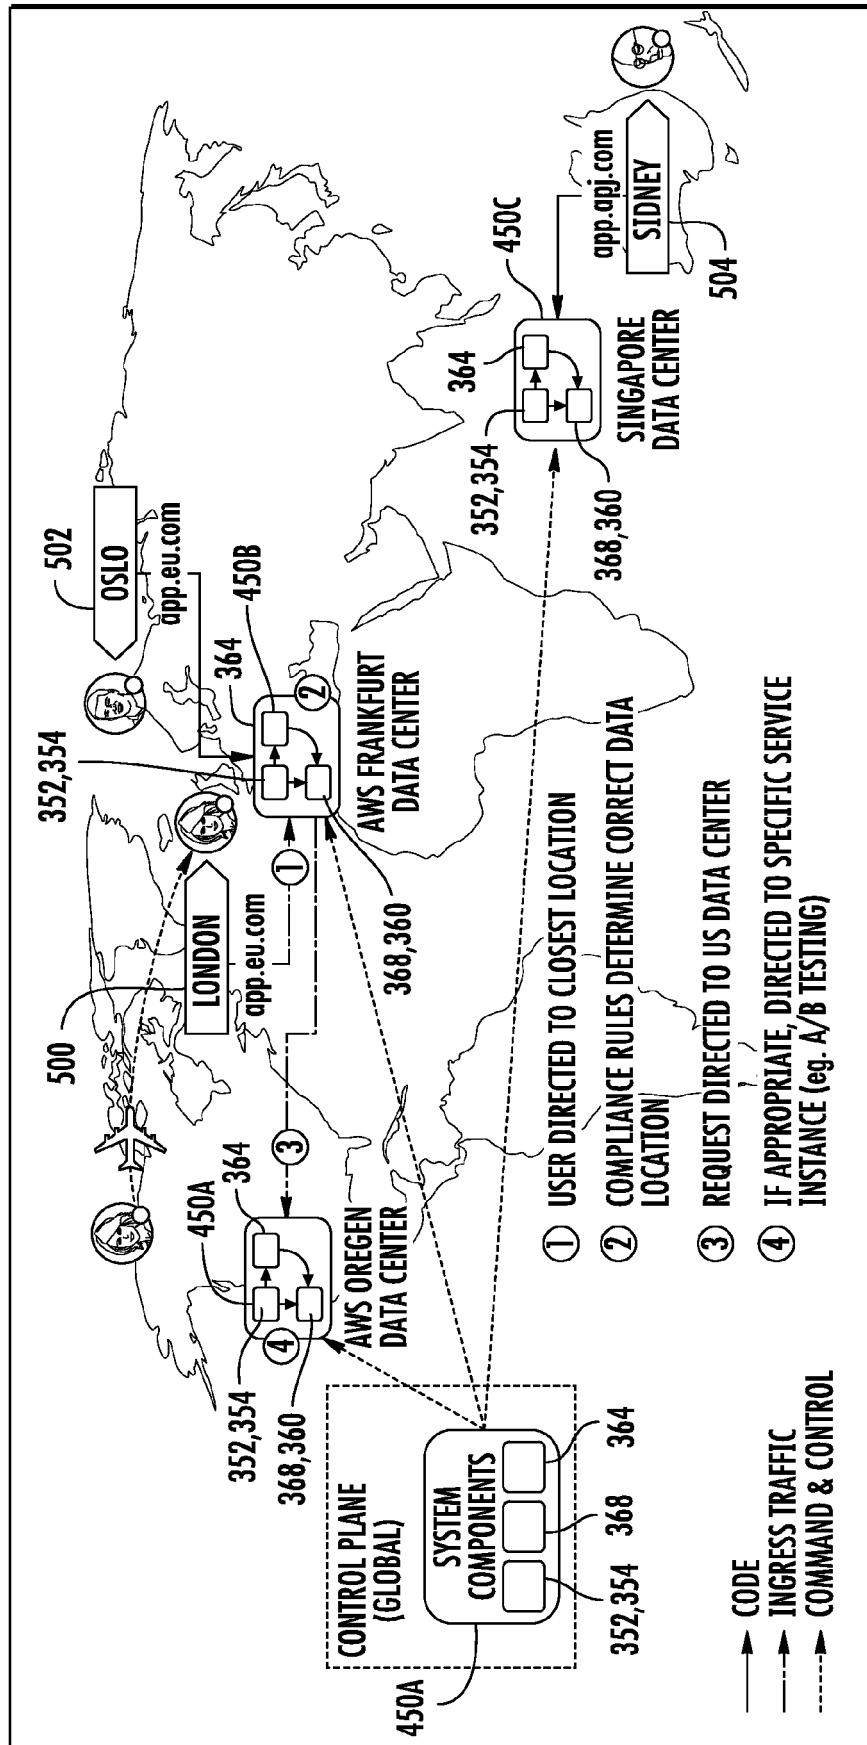 500
LONDON
app.eu.com
352,354
OSLO
502
app.eu.com
364
450B
2
AWS FRANKFURT
DATA CENTER
1
368,360
3
450A
364
AWS OREGEN
DATA CENTER
4
352,354
368,360
364
450C
352,354
368,360
SINGAPORE
DATA CENTER
app.apj.com
SIDNEY
504
CONTROL PLANE
(GLOBAL)
SYSTEM
COMPONENTS
450A
352,354
368
364
1 USER DIRECTED TO CLOSEST LOCATION
2 COMPLIANCE RULES DETERMINE CORRECT DATA
LOCATION
3 REQUEST DIRECTED TO US DATA CENTER
4 IF APPROPRIATE, DIRECTED TO SPECIFIC SERVICE
INSTANCE (eg. A/B TESTING)
CODE
INGRESS TRAFFIC
COMMAND & CONTROL